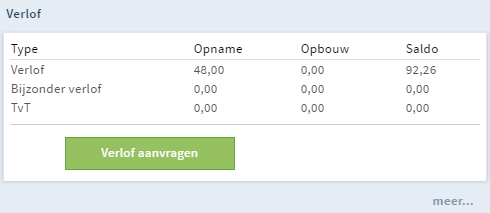 Verlof
Type Opname Opbouw Saldo
Verlof 48,00 0,00 92,26
Bijzonder verlof 0,00 0,00 0,00
TvT 0,00 0,00 0,00
Verlof aanvragen
meer...